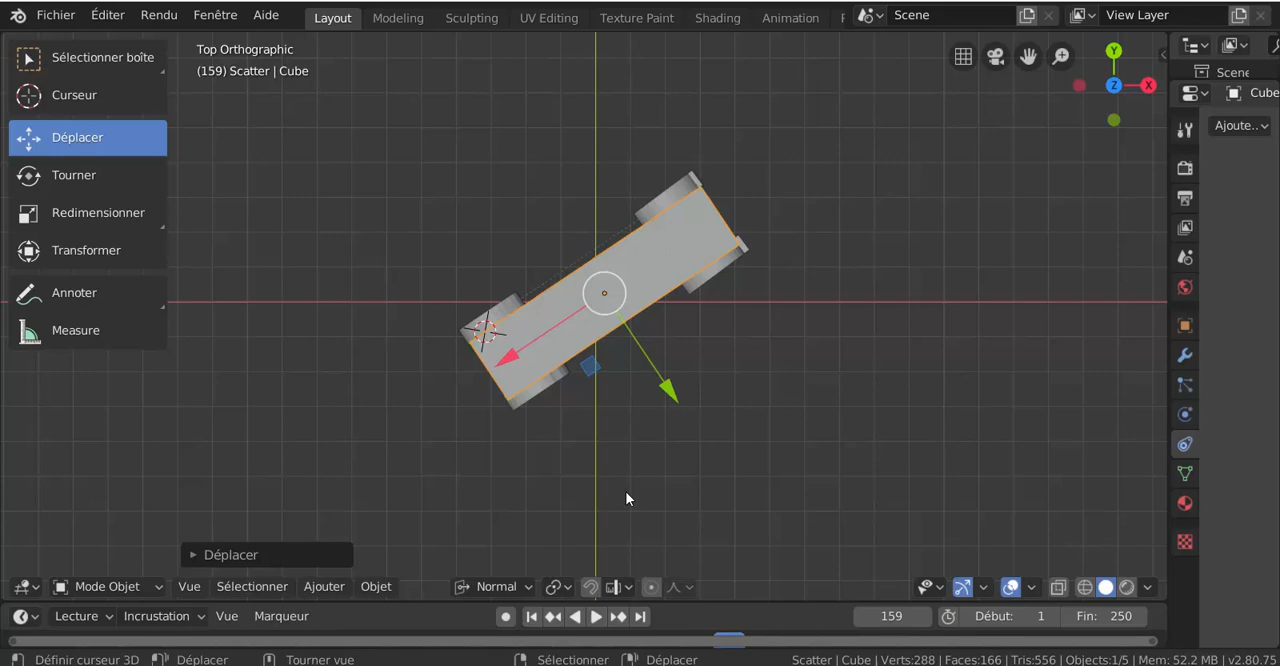 Fichier Éditer Rendu Fenêtre Aide Layout Modeling Sculpting UV Editing Texture Paint Shading Animation Scene View Layer
Sélectionner boîte
Curseur
Déplacer
Tourner
Redimensionner
Transformer
Annoter
Measure
Top Orthographic
(159) Scatter | Cube
Y
Z
X
Scene
Cube
Ajoute..
Déplacer
Mode Objet Vue Sélectionner Ajouter Objet Normal
Lecture Incrustation Vue Marqueur 159 Début: 1 Fin: 250
Définir curseur 3D Déplacer Tourner vue Sélectionner Déplacer Scatter | Cube | Verts:288 | Faces:166 | Tris:556 | Objects:1/5 | Mem: 52.2 MB | v2.80.75